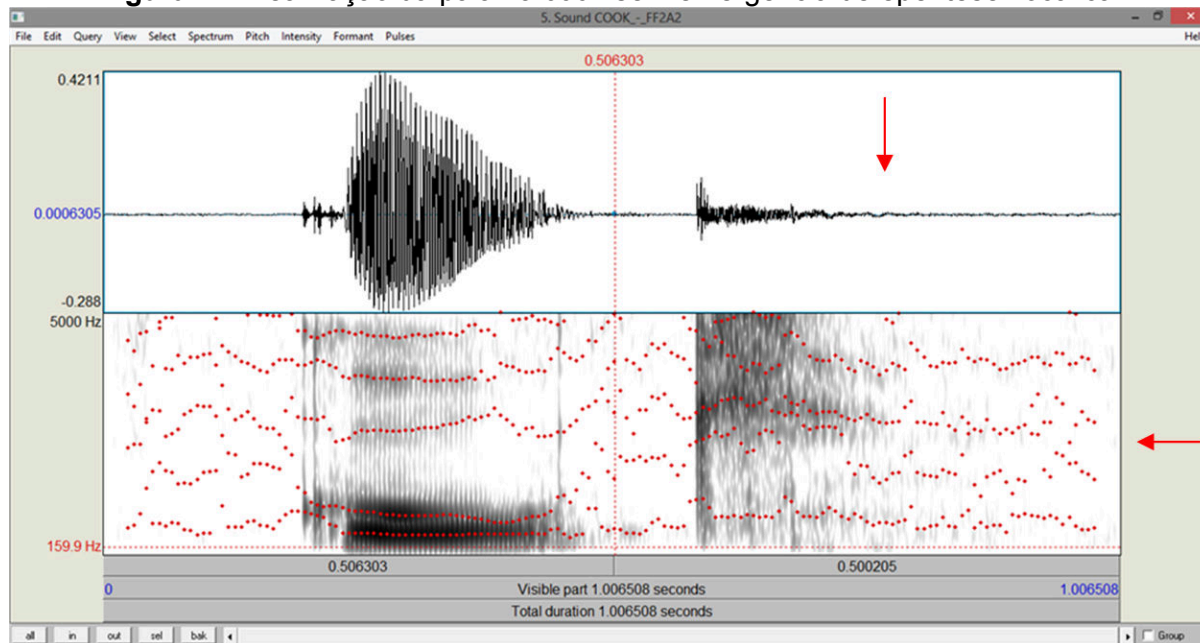 5. Sound COOK_-_FF2A2
File Edit Query View Select Spectrum Pitch Intensity Formant Pulses Hel
0.506303
0.4211
0.0006305
-0.288
5000 Hz
159.9 Hz
0.506303 0.500205
0 Visible part 1.006508 seconds 1.006508
Total duration 1.006508 seconds
all in out sel bak Group